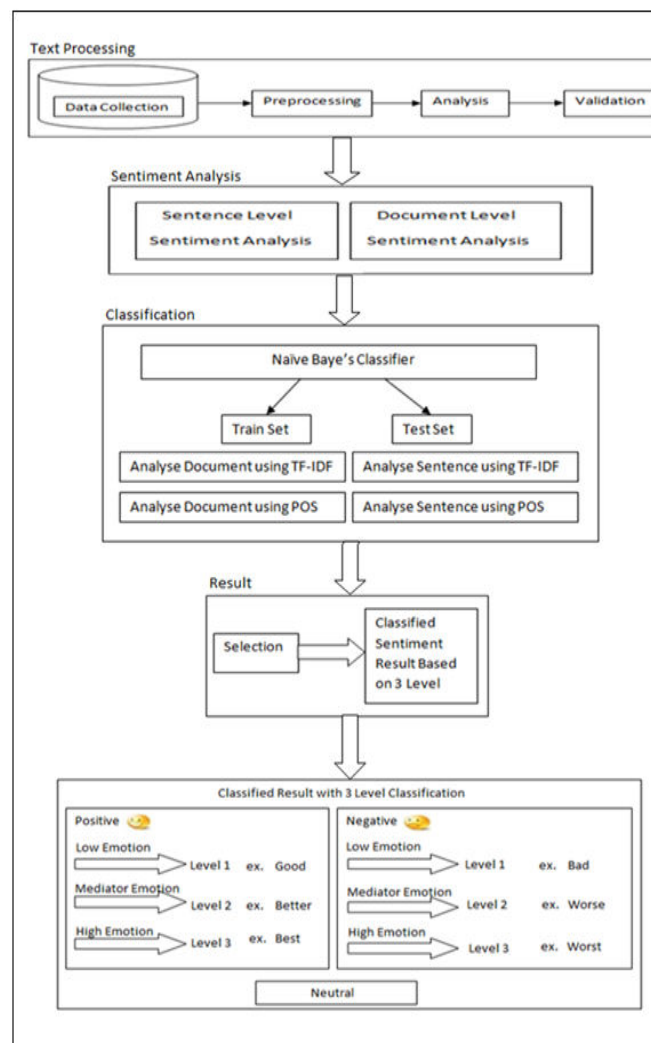 Text Processing
Data Collection
Preprocessing
Analysis
Validation
Sentiment Analysis
Sentence Level
Sentiment Analysis
Document Level
Sentiment Analysis
Classification
Naïve Baye's Classifier
Train Set
Test Set
Analyse Document using TF-IDF
Analyse Sentence using TF-IDF
Analyse Document using POS
Analyse Sentence using POS
Result
Selection
Classified
Sentiment
Result Based
on 3 Level
Classified Result with 3 Level Classification
Positive
Low Emotion
Level 1 ex. Good
Mediator Emotion
Level 2 ex. Better
High Emotion
Level 3 ex. Best
Negative
Low Emotion
Level 1 ex. Bad
Mediator Emotion
Level 2 ex. Worse
High Emotion
Level 3 ex. Worst
Neutral